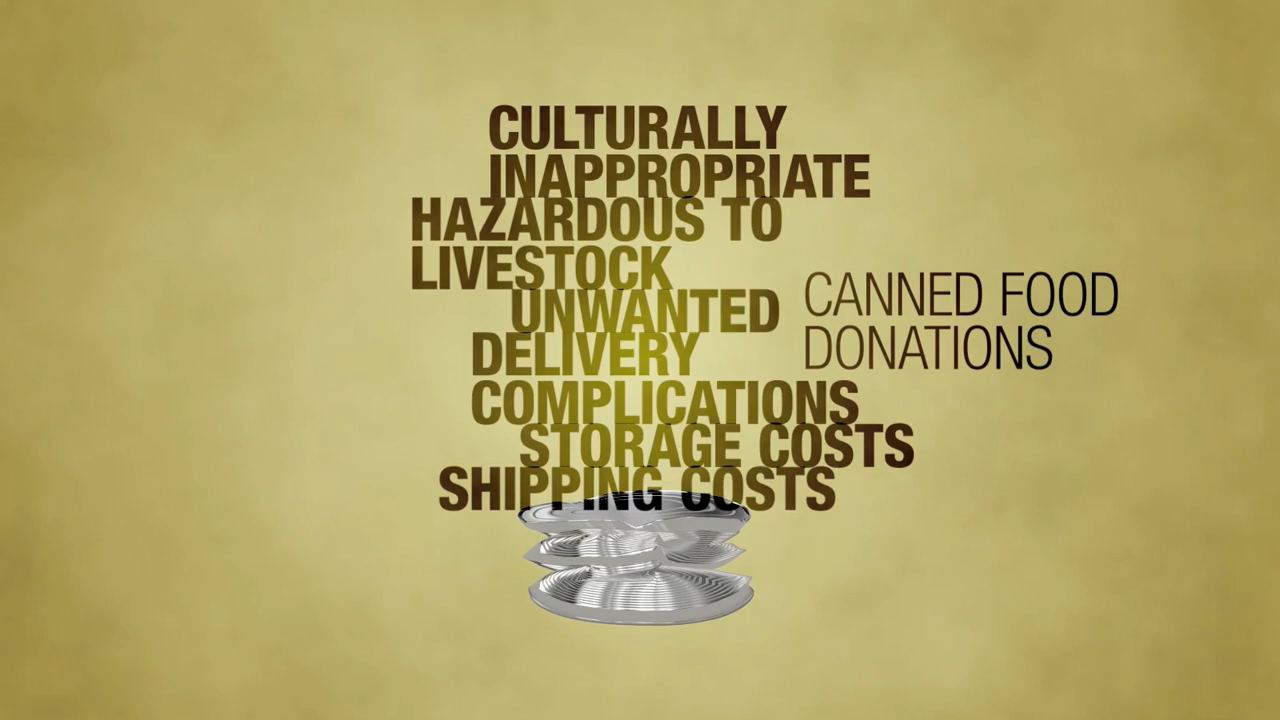 CULTURALLY
INAPPROPRIATE
HAZARDOUS TO
LIVESTOCK
UNWANTED
DELIVERY
COMPLICATIONS
STORAGE COSTS
SHIPPING COSTS
CANNED FOOD
DONATIONS